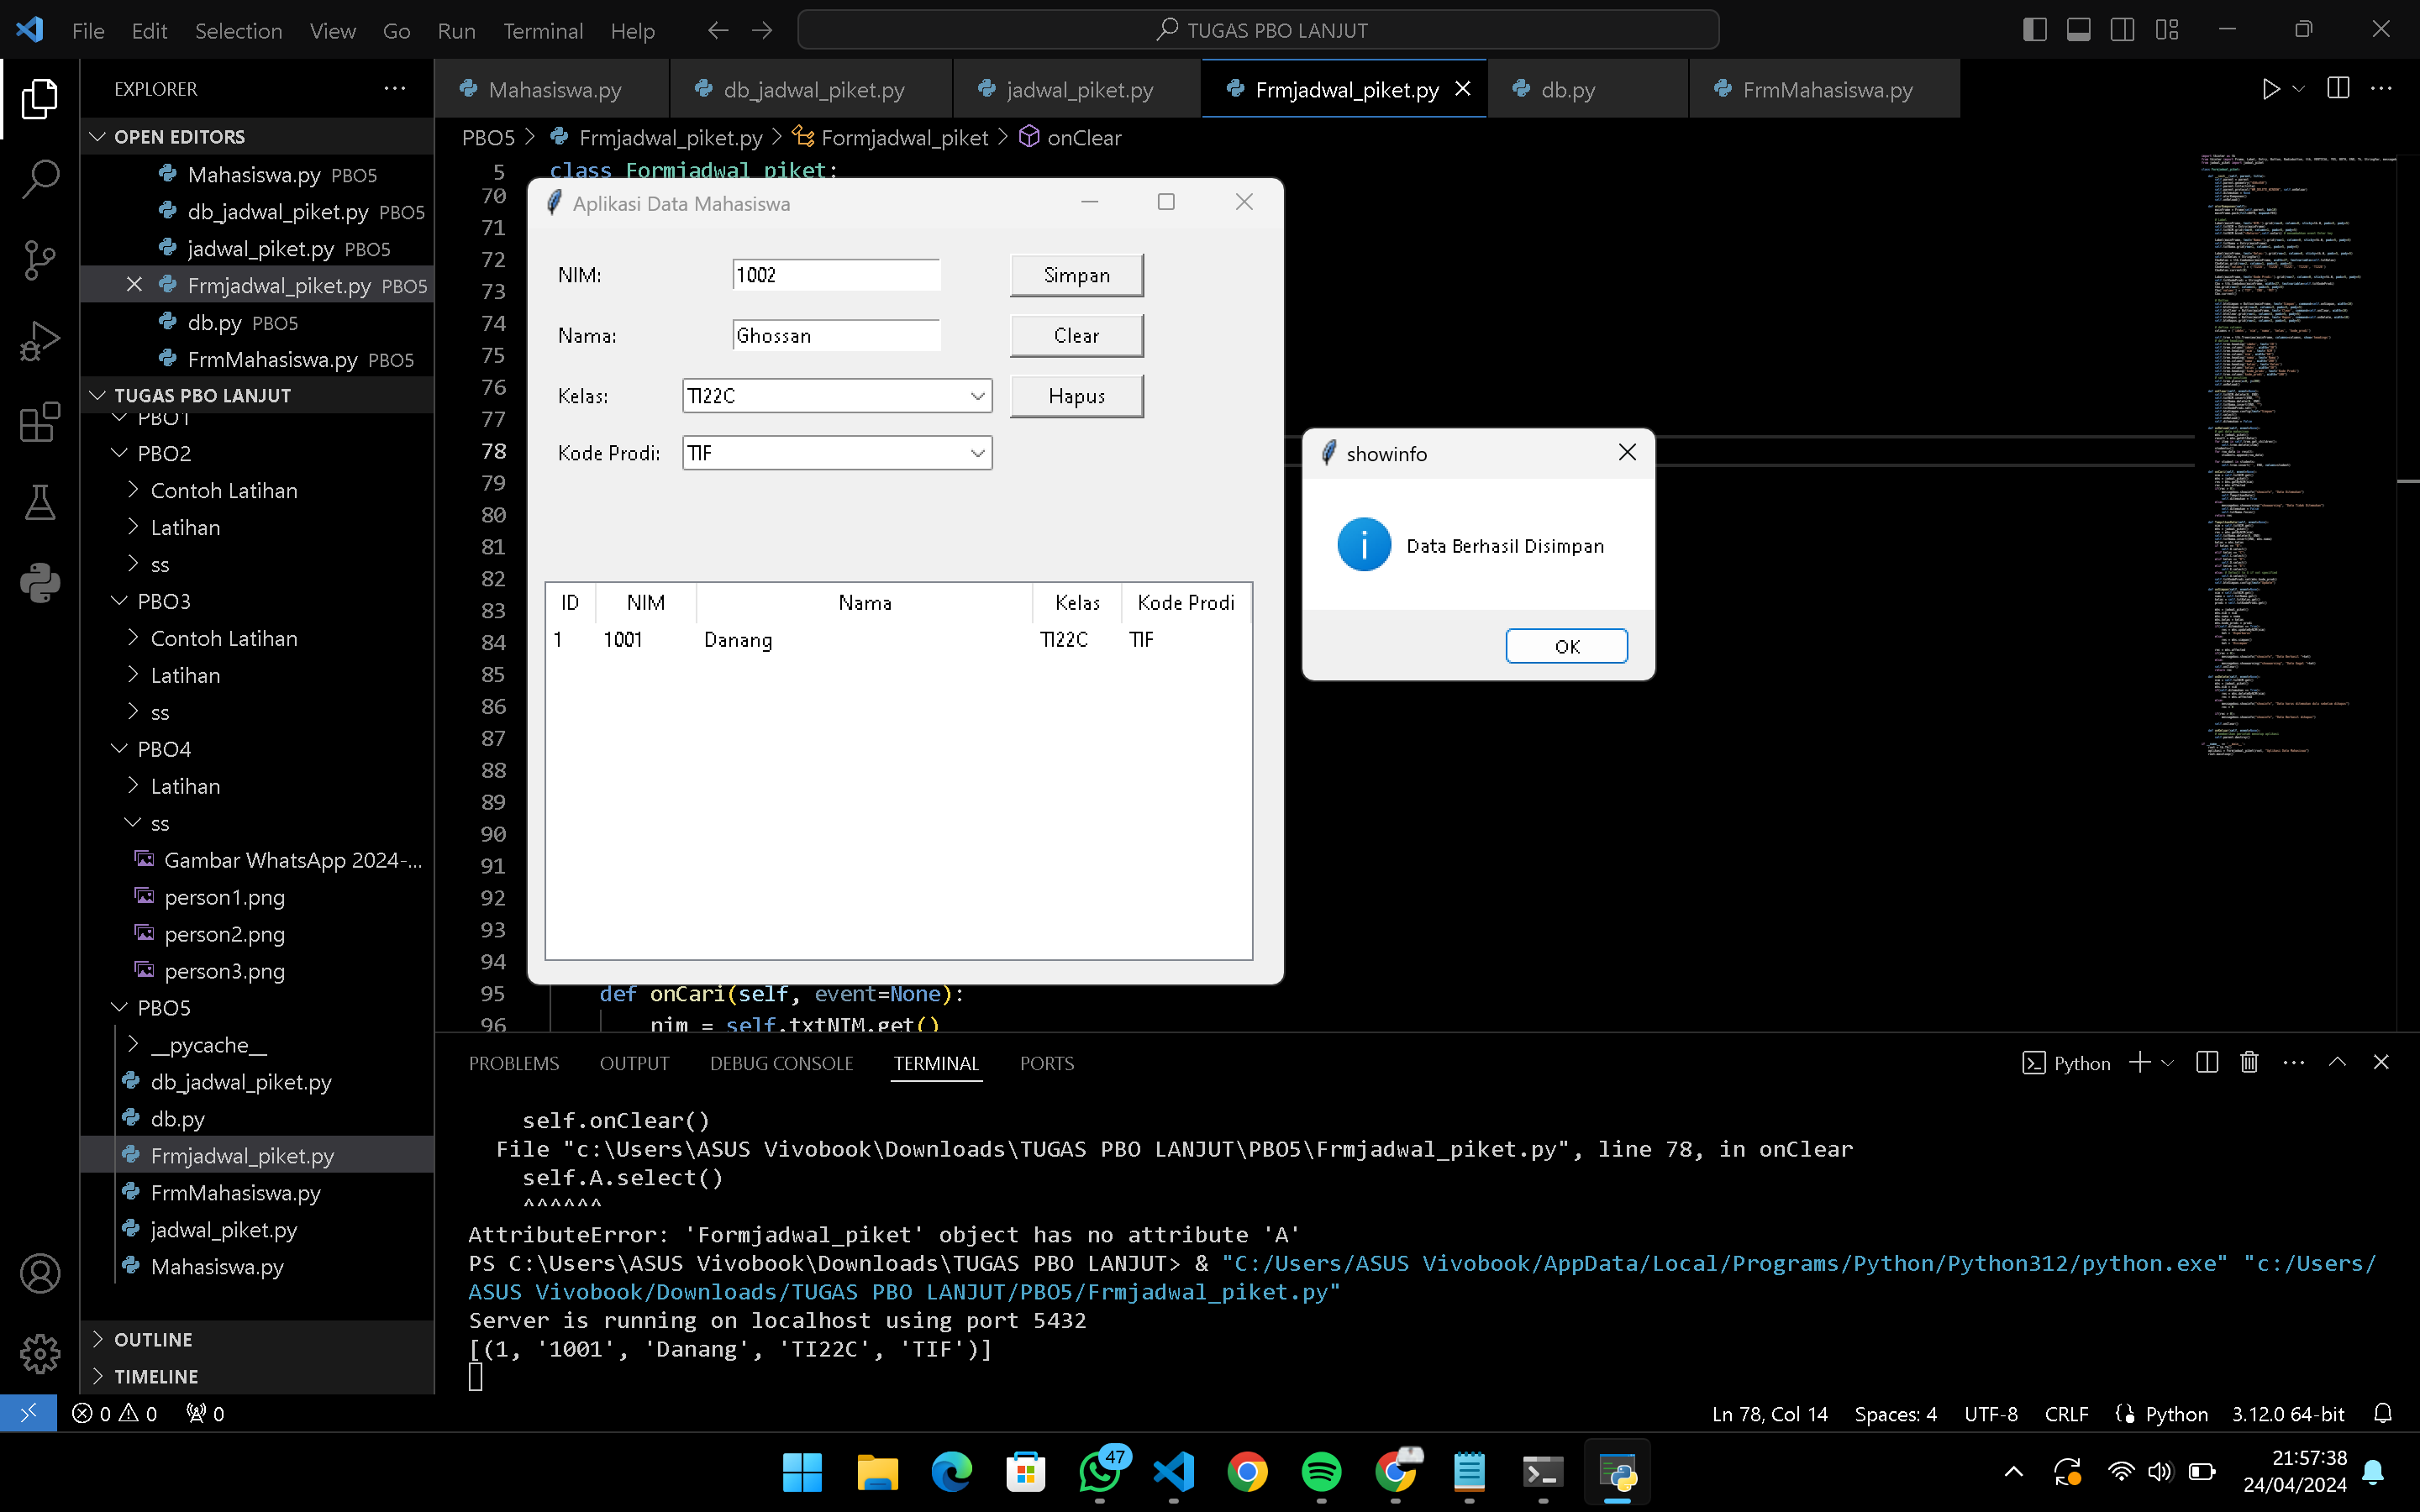 File Edit Selection View Go Run Terminal Help
TUGAS PBO LANJUT
EXPLORER
Mahasiswa.py
db_jadwal_piket.py
jadwal_piket.py
Frmjadwal_piket.py
db.py
FrmMahasiswa.py
OPEN EDITORS
Mahasiswa.py PBO5
db_jadwal_piket.py PBO5
jadwal_piket.py PBO5
Frmjadwal_piket.py PBO5
db.py PBO5
FrmMahasiswa.py PBO5
TUGAS PBO LANJUT
PBO1
PBO2
Contoh Latihan
Latihan
ss
PBO3
Contoh Latihan
Latihan
ss
PBO4
Latihan
ss
Gambar WhatsApp 2024-...
person1.png
person2.png
person3.png
PBO5
__pycache__
db_jadwal_piket.py
db.py
Frmjadwal_piket.py
FrmMahasiswa.py
jadwal_piket.py
Mahasiswa.py
OUTLINE
TIMELINE
PBO5 > Frmjadwal_piket.py > Formjadwal_piket > onClear
5 class Formjadwal_piket:
70
71
72
73
74
75
76
77
78
79
80
81
82
83
84
85
86
87
88
89
90
91
92
93
94
95 def onCari(self, event=None):
96 nim = self.txtNIM.get()
Aplikasi Data Mahasiswa
NIM: 1002 Simpan
Nama: Ghossan Clear
Kelas: TI22C Hapus
Kode Prodi: TIF
ID NIM Nama Kelas Kode Prodi
1 1001 Danang TI22C TIF
showinfo
Data Berhasil Disimpan
OK
PROBLEMS OUTPUT DEBUG CONSOLE TERMINAL PORTS
Python
self.onClear()
File "c:\Users\ASUS Vivobook\Downloads\TUGAS PBO LANJUT\PBO5\Frmjadwal_piket.py", line 78, in onClear
self.A.select()
^^^^^^
AttributeError: 'Formjadwal_piket' object has no attribute 'A'
PS C:\Users\ASUS Vivobook\Downloads\TUGAS PBO LANJUT> & "C:/Users/ASUS Vivobook/AppData/Local/Programs/Python/Python312/python.exe" "c:/Users/
ASUS Vivobook/Downloads/TUGAS PBO LANJUT/PBO5/Frmjadwal_piket.py"
Server is running on localhost using port 5432
[(1, '1001', 'Danang', 'TI22C', 'TIF')]
0 0 0
Ln 78, Col 14 Spaces: 4 UTF-8 CRLF Python 3.12.0 64-bit
47
21:57:38
24/04/2024